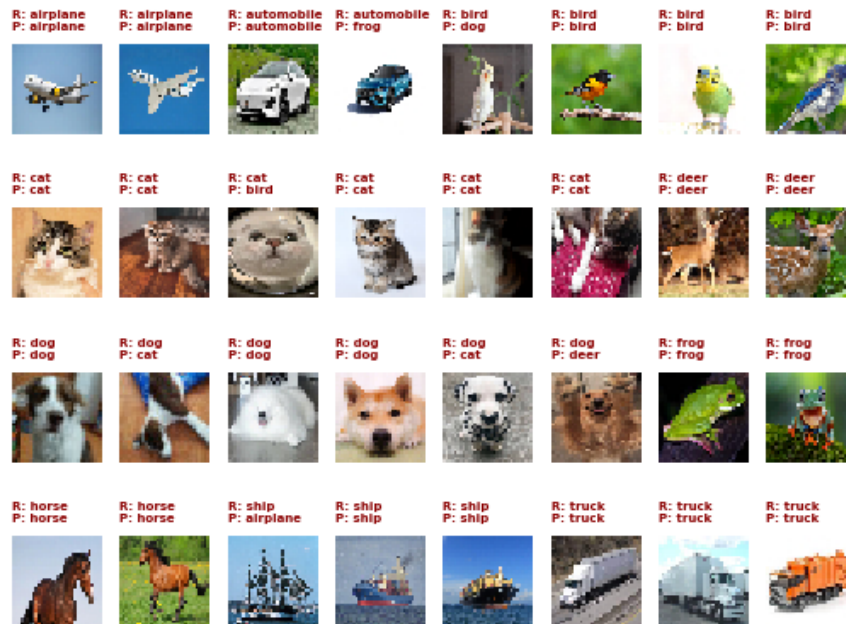 R: airplane
P: airplane
R: airplane
P: airplane
R: automobile
P: automobile
R: automobile
P: frog
R: bird
P: dog
R: bird
P: bird
R: bird
P: bird
R: bird
P: bird
R: cat
P: cat
R: cat
P: cat
R: cat
P: bird
R: cat
P: cat
R: cat
P: cat
R: cat
P: cat
R: deer
P: deer
R: deer
P: deer
R: dog
P: dog
R: dog
P: cat
R: dog
P: dog
R: dog
P: dog
R: dog
P: cat
R: dog
P: deer
R: frog
P: frog
R: frog
P: frog
R: horse
P: horse
R: horse
P: horse
R: ship
P: airplane
R: ship
P: ship
R: ship
P: ship
R: truck
P: truck
R: truck
P: truck
R: truck
P: truck